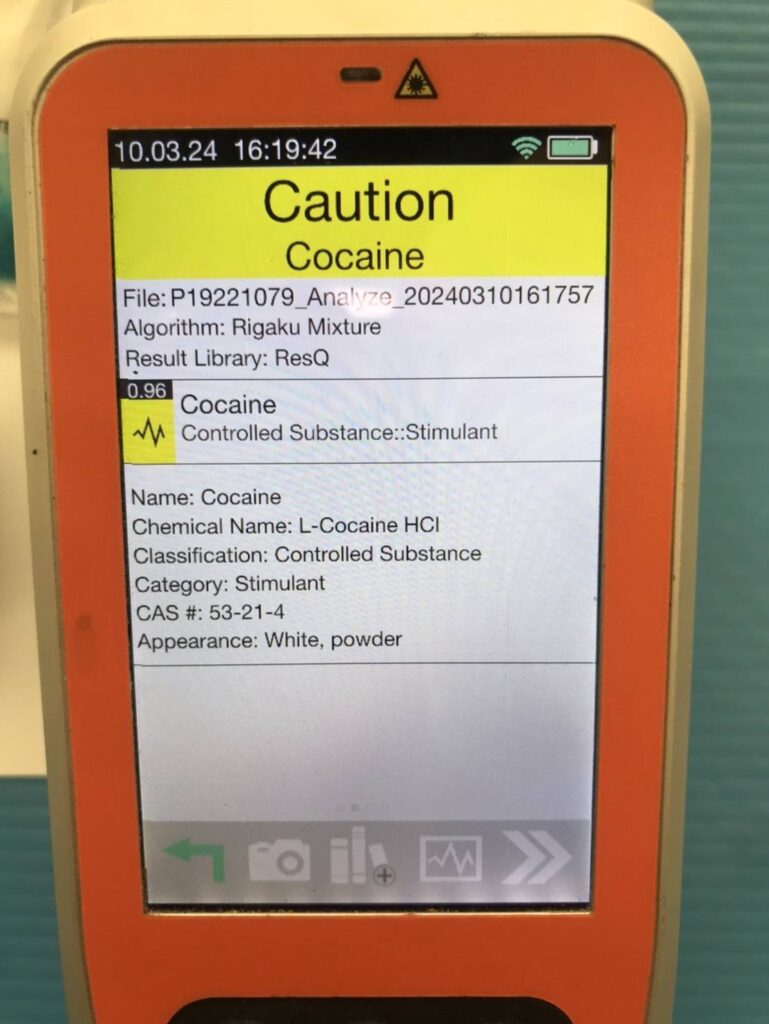 10.03.24 16:19:42
Caution
Cocaine
File: P19221079_Analyze_20240310161757
Algorithm: Rigaku Mixture
Result Library: ResQ
0.96
Cocaine
Controlled Substance::Stimulant
Name: Cocaine
Chemical Name: L-Cocaine HCl
Classification: Controlled Substance
Category: Stimulant
CAS #: 53-21-4
Appearance: White, powder